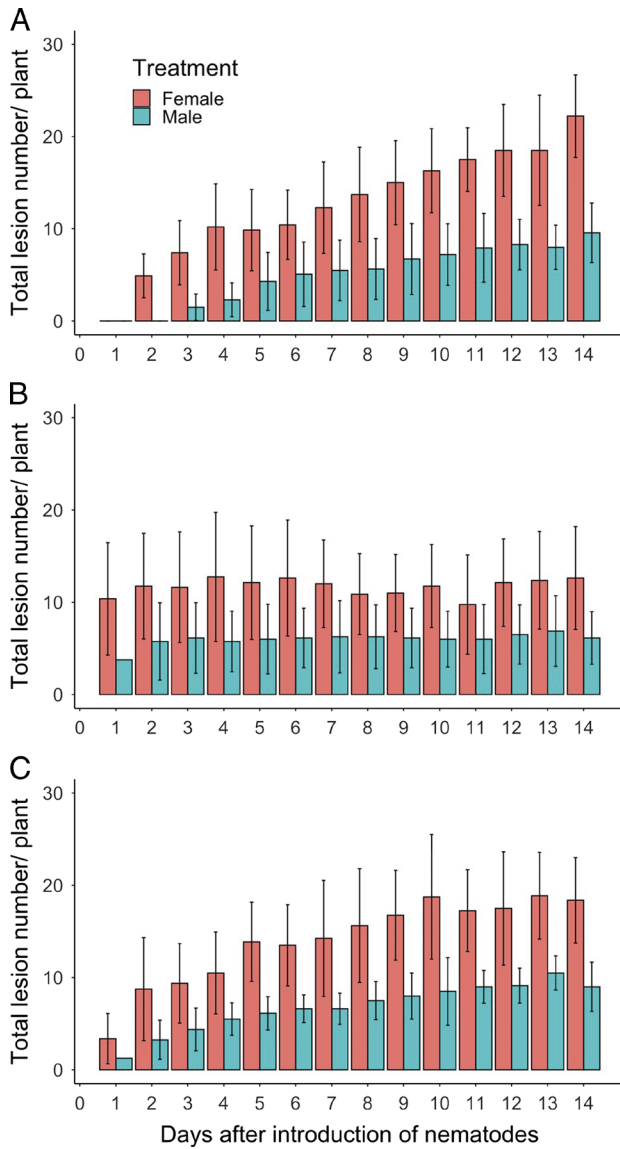 A
Total lesion number/ plant
30
20
10
0
Treatment
Female
Male
0 1 2 3 4 5 6 7 8 9 10 11 12 13 14
B
Total lesion number/ plant
30
20
10
0
0 1 2 3 4 5 6 7 8 9 10 11 12 13 14
C
Total lesion number/ plant
30
20
10
0
0 1 2 3 4 5 6 7 8 9 10 11 12 13 14
Days after introduction of nematodes